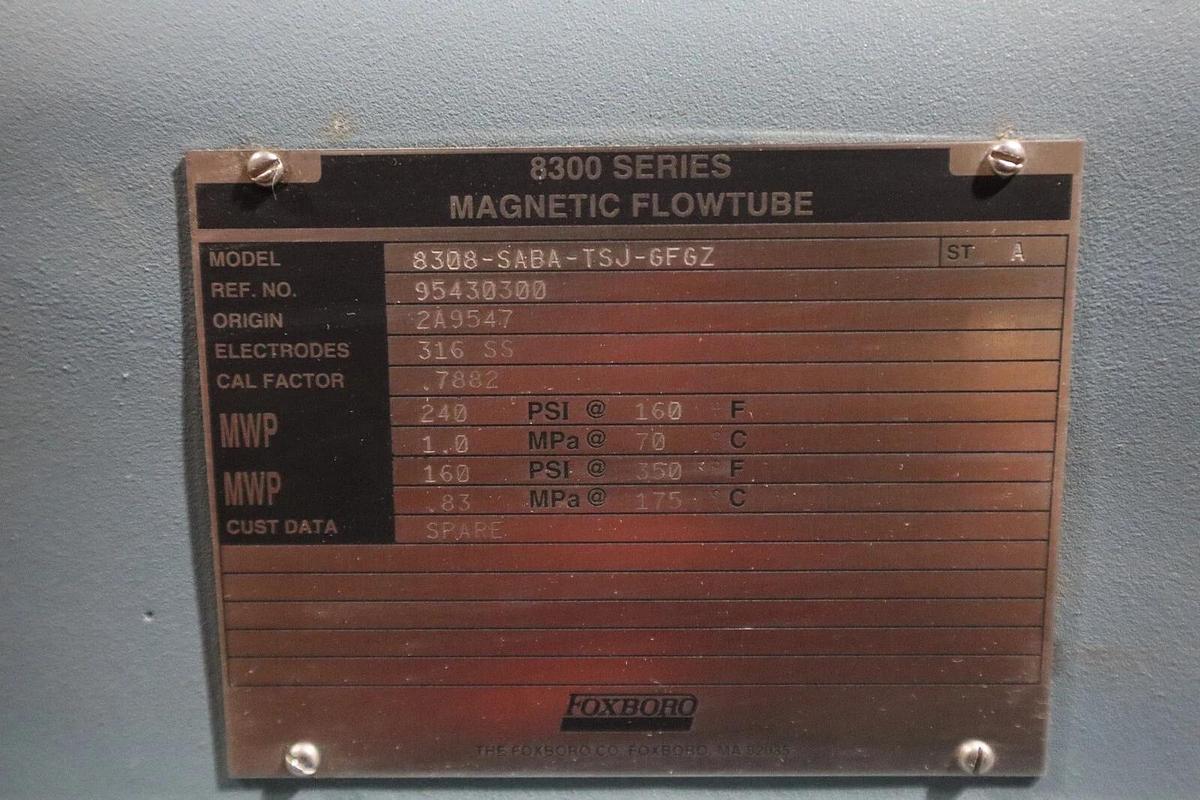 8300 SERIES
MAGNETIC FLOWTUBE
MODEL 8308-SABA-TSJ-GFGZ ST A
REF. NO. 95430300
ORIGIN 2A9547
ELECTRODES 316 SS
CAL FACTOR .7882
MWP 240 PSI @ 160 °F
1.0 MPa @ 70 °C
MWP 160 PSI @ 350 °F
.83 MPa @ 175 °C
CUST DATA SPARE
FOXBORO
THE FOXBORO CO. FOXBORO, MA 02035